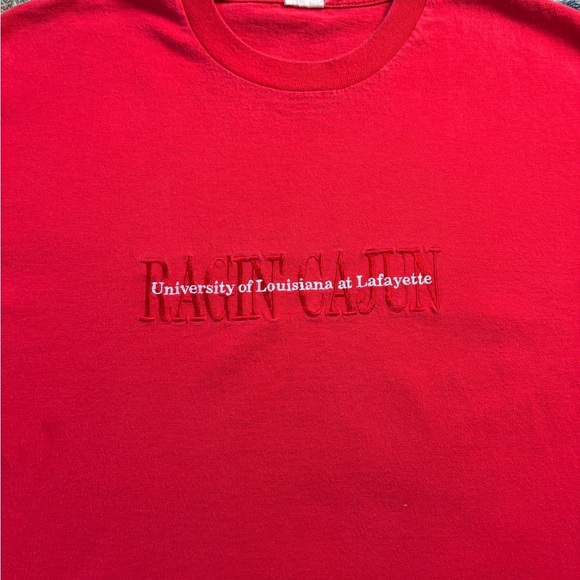 RAGIN' CAJUN
University of Louisiana at Lafayette